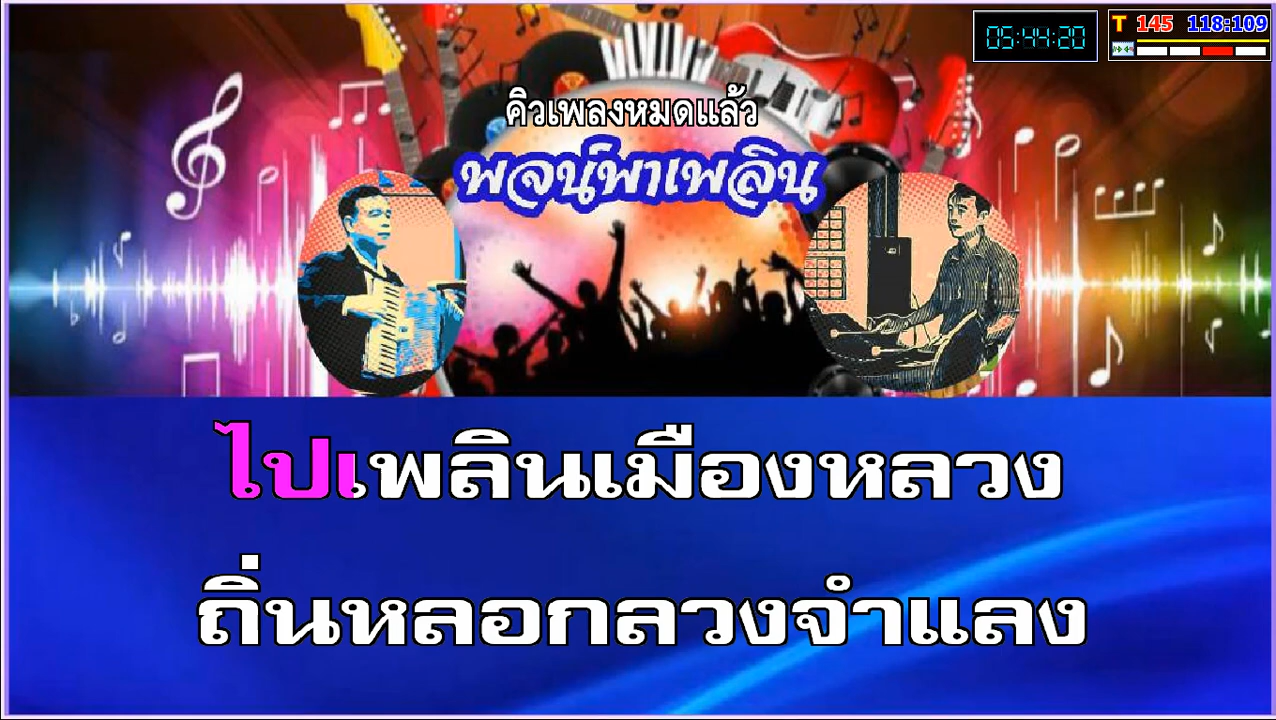 05:44:20
T 145 118:109
คิวเพลงหมดแล้ว
พจน์พาเพลิน
ไปเพลินเมืองหลวง
ถิ่นหลอกลวงจำแลง